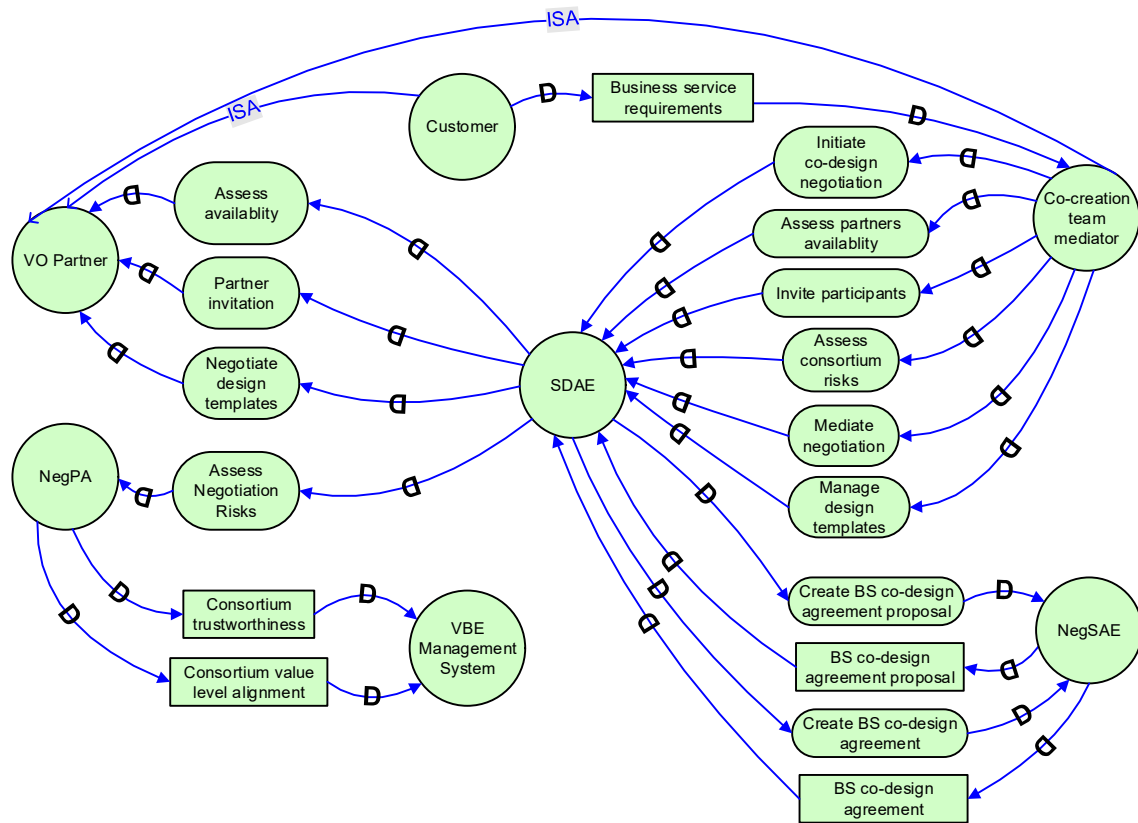 ISA
ISA
D
Business service
requirements
Customer
D
Initiate
co-design
negotiation
D
Co-creation
team
mediator
Assess
availablity
D
VO Partner
Assess partners
availablity
D
D
D
Partner
invitation
D
Invite participants
D
D
D
D
Assess
consortium
risks
D
D
Negotiate
design
templates
D
SDAE
D
D
D
Mediate
negotiation
D
D
NegPA
Assess
Negotiation
Risks
D
D
Manage
design
templates
D
D
D
D
Consortium
trustworthiness
D
VBE
Management
System
Create BS co-design
agreement proposal
D
NegSAE
D
D
D
D
Consortium value
level alignment
D
BS co-design
agreement proposal
D
Create BS co-design
agreement
D
D
BS co-design
agreement